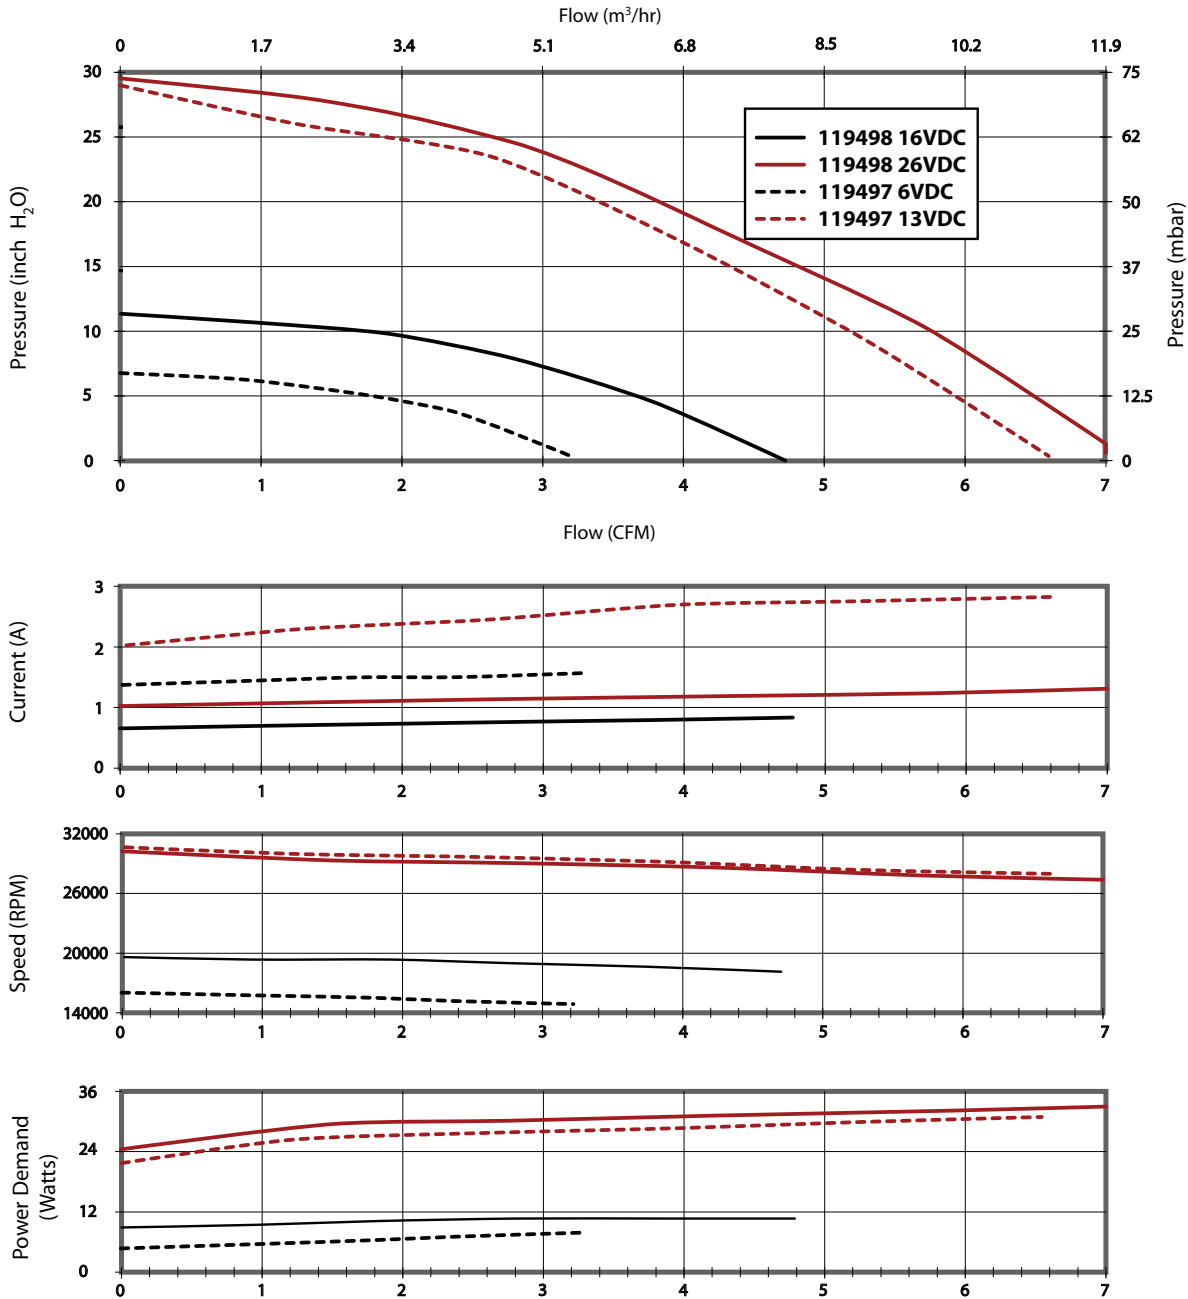 Flow (m³/hr)
0 1.7 3.4 5.1 6.8 8.5 10.2 11.9
30 75
25 62
20 50
15 37
10 25
5 12.5
0 0
Pressure (inch H₂O)
Pressure (mbar)
119498 16VDC
119498 26VDC
119497 6VDC
119497 13VDC
0 1 2 3 4 5 6 7
Flow (CFM)
Current (A)
3
2
1
0
0 1 2 3 4 5 6 7
Speed (RPM)
32000
26000
20000
14000
0 1 2 3 4 5 6 7
Power Demand
(Watts)
36
24
12
0
0 1 2 3 4 5 6 7